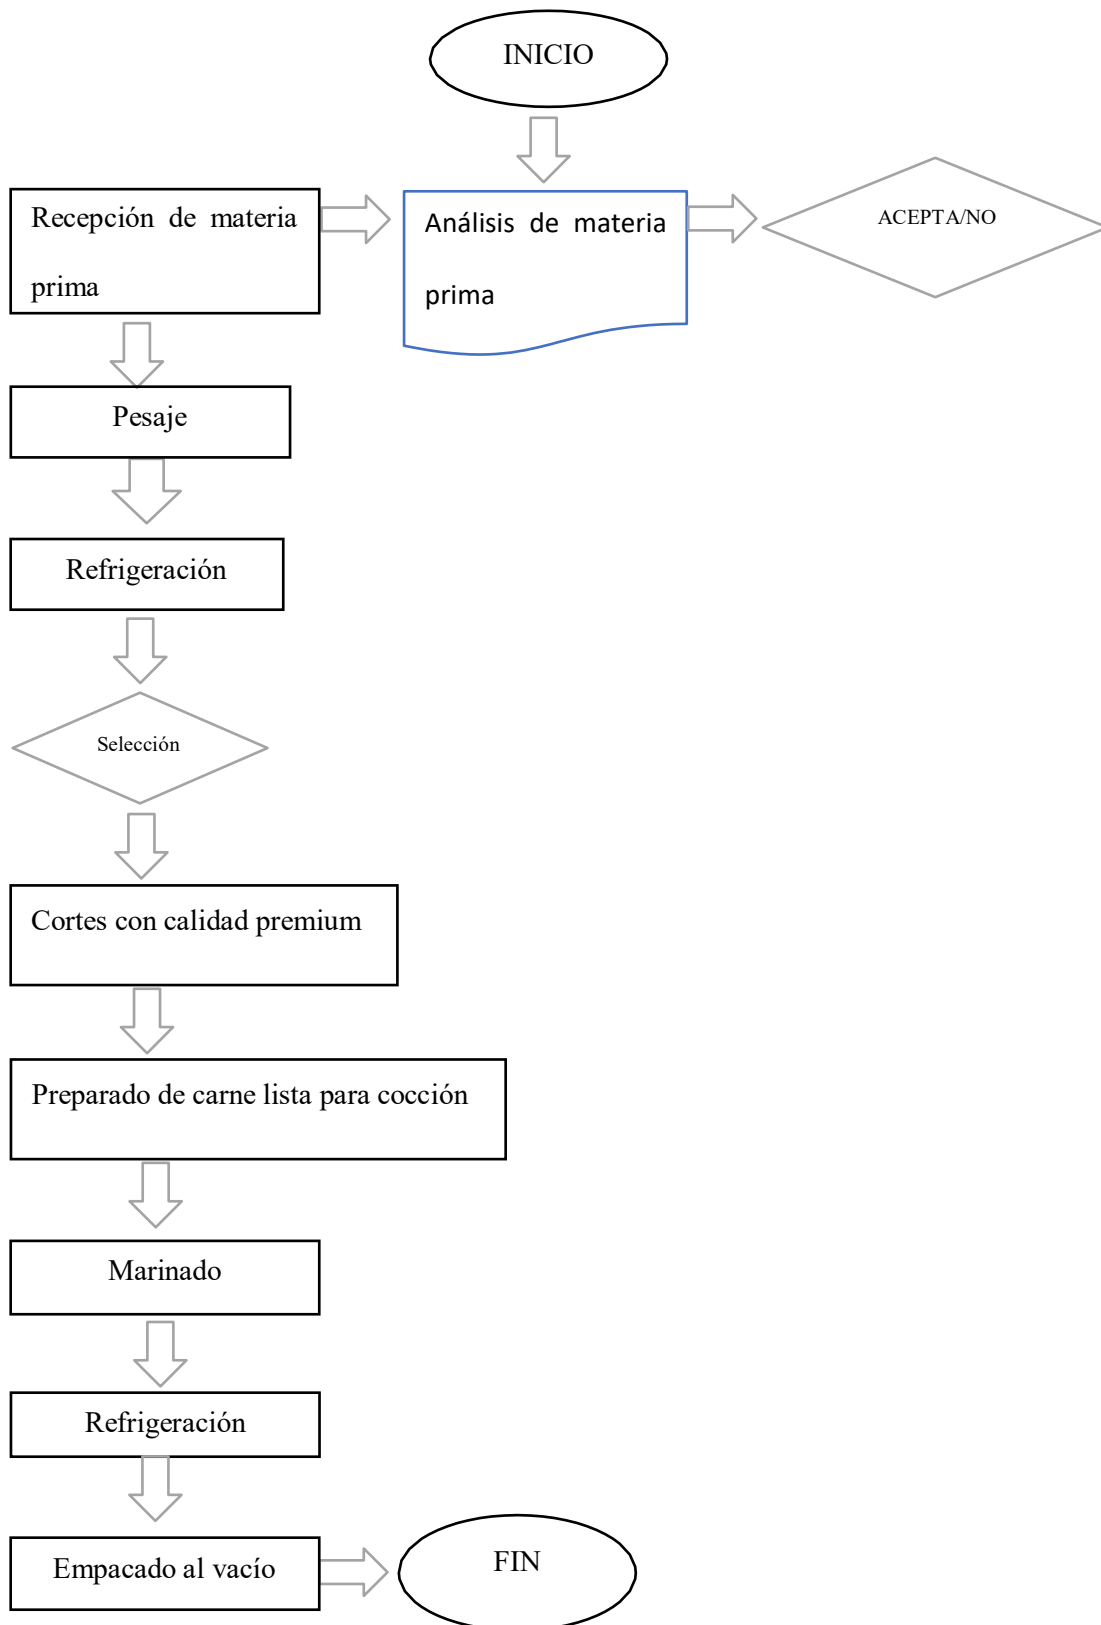 INICIO
Recepción de materia
prima
Análisis de materia
prima
ACEPTA/NO
Pesaje
Refrigeración
Selección
Cortes con calidad premium
Preparado de carne lista para cocción
Marinado
Refrigeración
Empacado al vacío
FIN